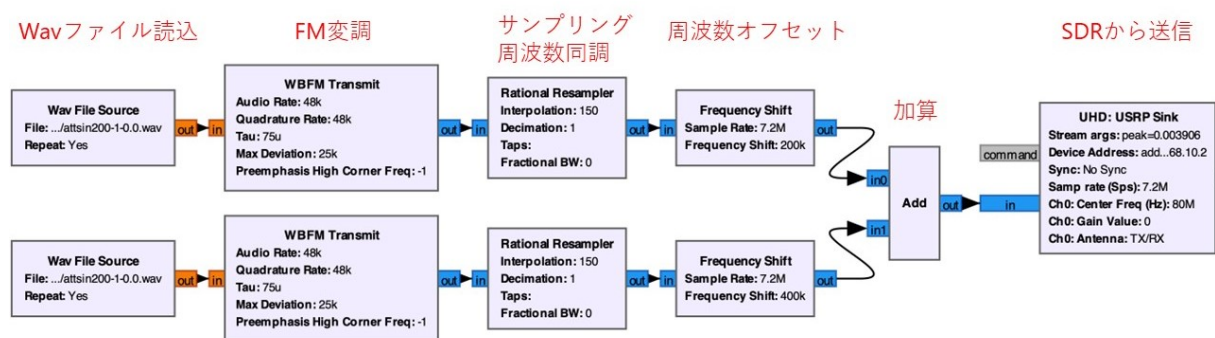 Wavファイル読込
FM変調
サンプリング
周波数同調
周波数オフセット
SDRから送信
Wav File Source
File: .../attsin200-1-0.0.wav
Repeat: Yes
out
in
WBFM Transmit
Audio Rate: 48k
Quadrature Rate: 48k
Tau: 75u
Max Deviation: 25k
Preemphasis High Corner Freq: -1
out
in
Rational Resampler
Interpolation: 150
Decimation: 1
Taps:
Fractional BW: 0
out
in
Frequency Shift
Sample Rate: 7.2M
Frequency Shift: 200k
out
加算
in0
in1
Add
out
command
in
UHD: USRP Sink
Stream args: peak=0.003906
Device Address: add...68.10.2
Sync: No Sync
Samp rate (Sps): 7.2M
Ch0: Center Freq (Hz): 80M
Ch0: Gain Value: 0
Ch0: Antenna: TX/RX
Wav File Source
File: .../attsin200-1-0.0.wav
Repeat: Yes
out
in
WBFM Transmit
Audio Rate: 48k
Quadrature Rate: 48k
Tau: 75u
Max Deviation: 25k
Preemphasis High Corner Freq: -1
out
in
Rational Resampler
Interpolation: 150
Decimation: 1
Taps:
Fractional BW: 0
out
in
Frequency Shift
Sample Rate: 7.2M
Frequency Shift: 400k
out